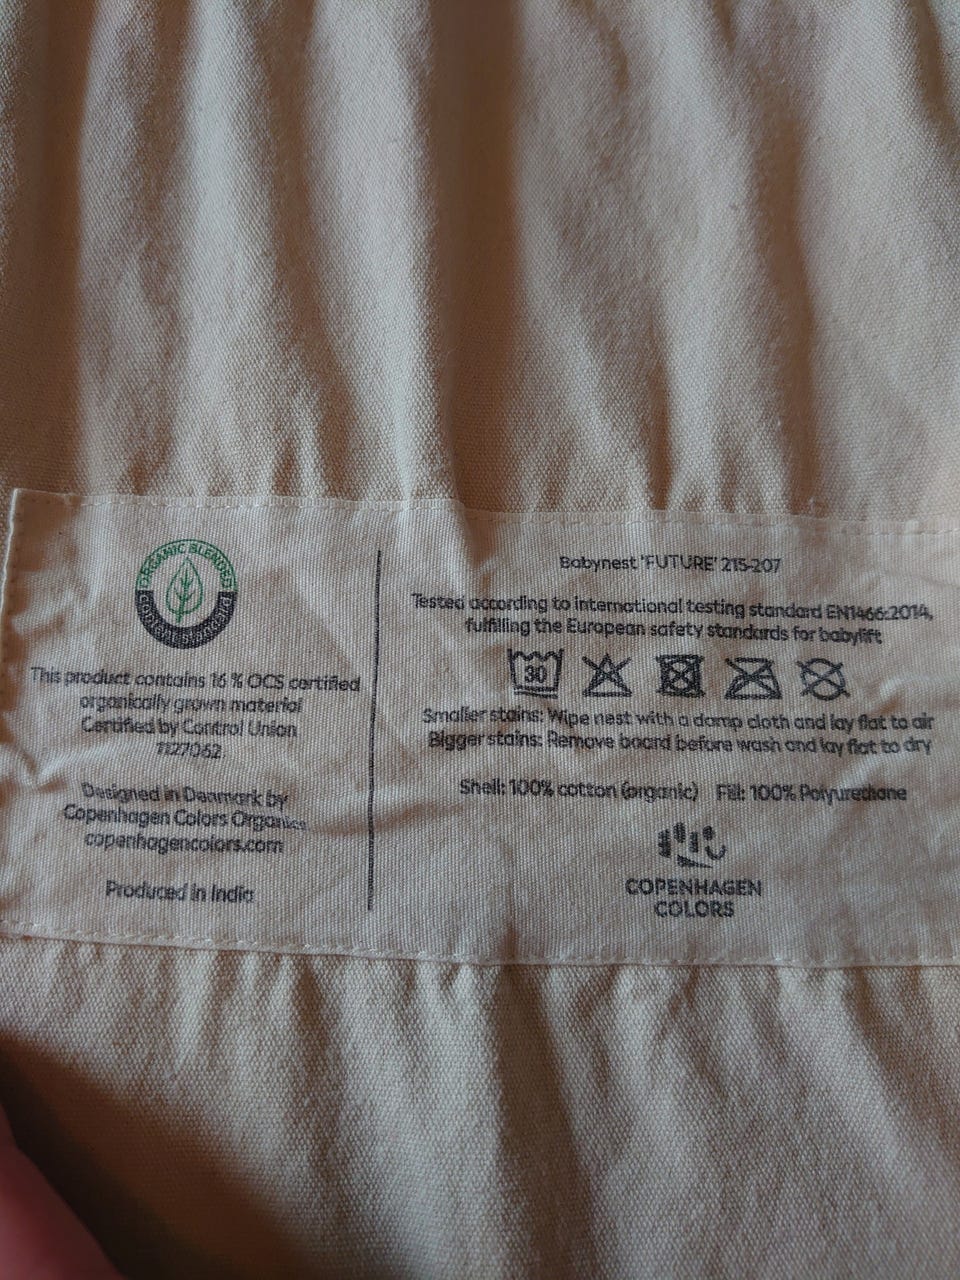 ORGANIC BLENDED
CONTENT STANDARD
This product contains 16 % OCS certified
organically grown material
Certified by Control Union
1127062
Designed in Denmark by
Copenhagen Colors Organics
copenhagencolors.com
Produced in India
Babynest 'FUTURE' 215-207
Tested according to international testing standard EN1466:2014,
fulfilling the European safety standards for babylift
30
Smaller stains: Wipe nest with a damp cloth and lay flat to air
Bigger stains: Remove board before wash and lay flat to dry
Shell: 100% cotton (organic) Fill: 100% Polyurethane
COPENHAGEN
COLORS